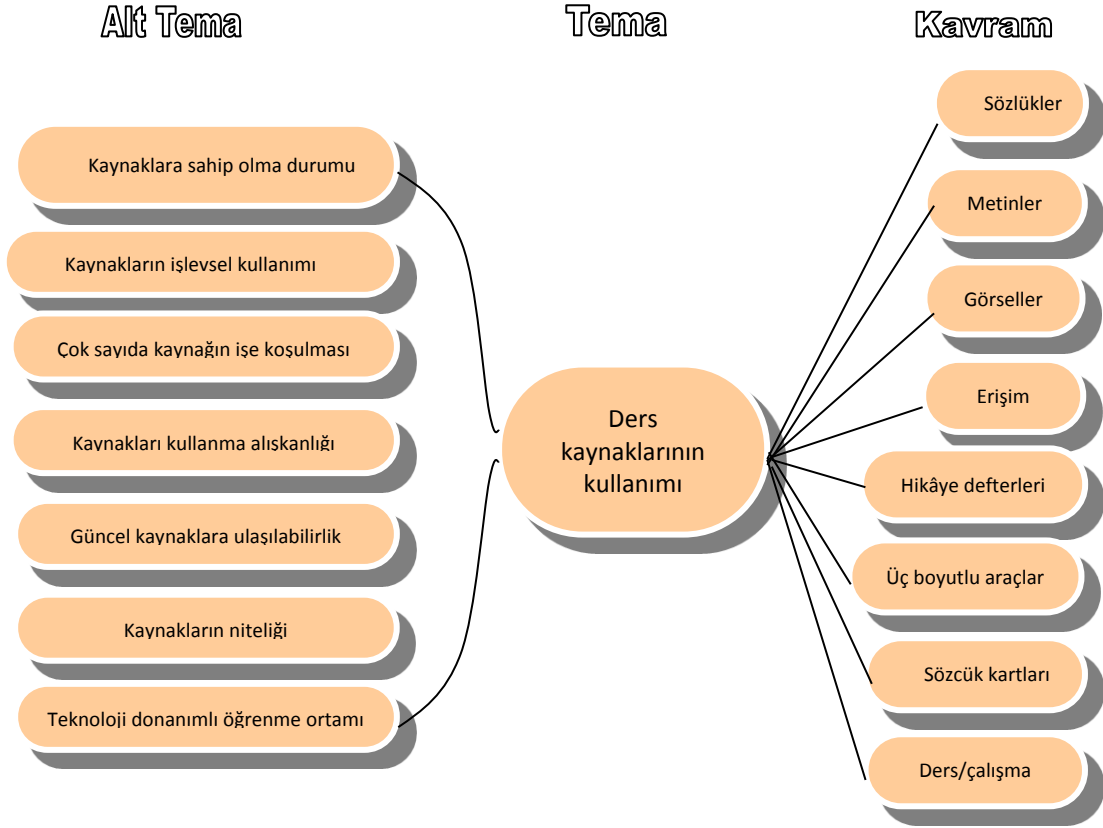 Alt Tema
Tema
Kavram
Kaynaklara sahip olma durumu
Kaynakların işlevsel kullanımı
Çok sayıda kaynağın işe koşulması
Kaynakları kullanma alışkanlığı
Güncel kaynaklara ulaşılabilirlik
Kaynakların niteliği
Teknoloji donanımlı öğrenme ortamı
Ders
kaynaklarının
kullanımı
Sözlükler
Metinler
Görseller
Erişim
Hikâye defterleri
Üç boyutlu araçlar
Sözcük kartları
Ders/çalışma